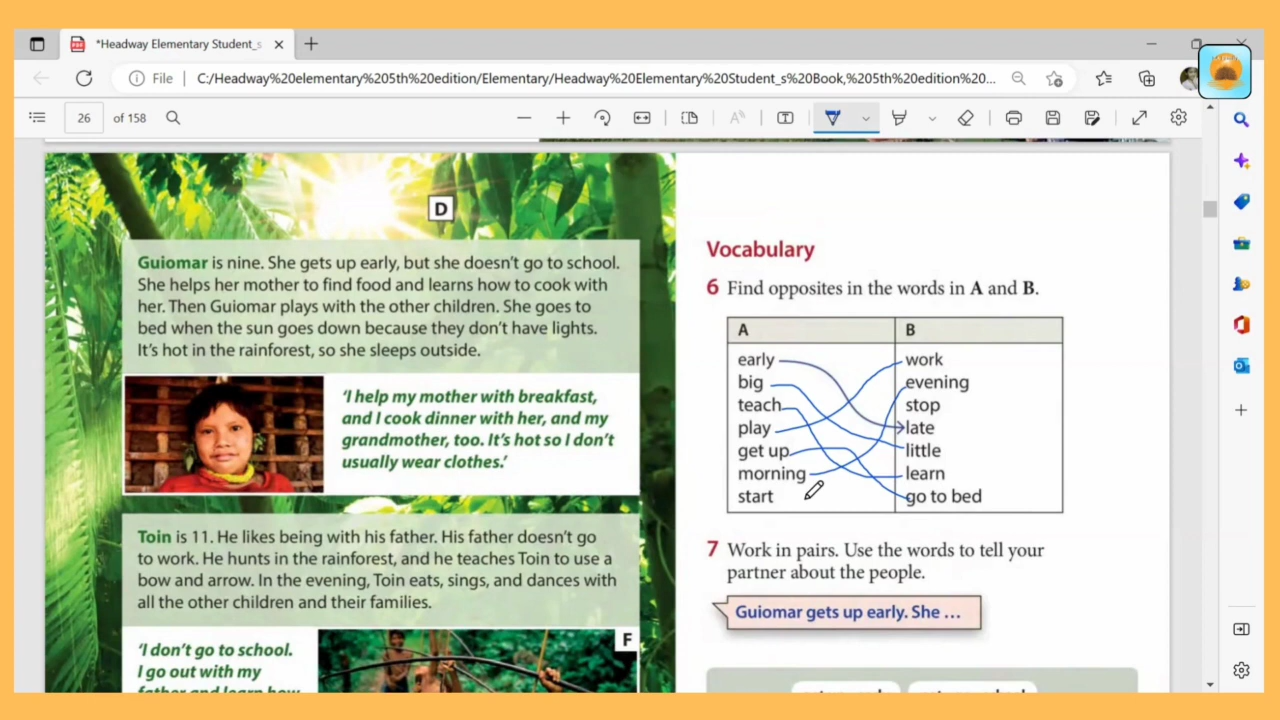 *Headway Elementary Student_s
File
C:/Headway%20elementary%205th%20edition/Elementary/Headway%20Elementary%20Student_s%20Book,%205th%20edition%20...
26 of 158
D
Guiomar is nine. She gets up early, but she doesn't go to school.
She helps her mother to find food and learns how to cook with
her. Then Guiomar plays with the other children. She goes to
bed when the sun goes down because they don't have lights.
It's hot in the rainforest, so she sleeps outside.
'I help my mother with breakfast,
and I cook dinner with her, and my
grandmother, too. It's hot so I don't
usually wear clothes.'
Toin is 11. He likes being with his father. His father doesn't go
to work. He hunts in the rainforest, and he teaches Toin to use a
bow and arrow. In the evening, Toin eats, sings, and dances with
all the other children and their families.
F
'I don't go to school.
I go out with my
father and learn how
Vocabulary
6 Find opposites in the words in A and B.
A B
early work
big evening
teach stop
play late
get up little
morning learn
start go to bed
7 Work in pairs. Use the words to tell your
partner about the people.
Guiomar gets up early. She ...